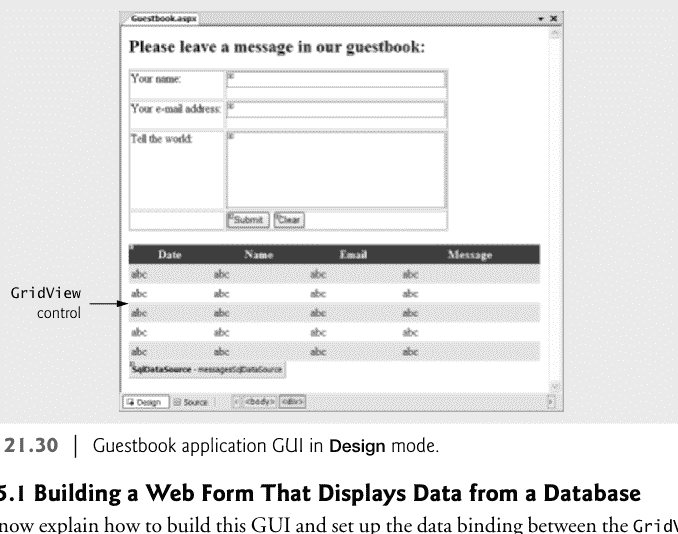 Guestbook.aspx
Please leave a message in our guestbook:
Your name:
Your e-mail address:
Tell the world:
Submit Clear
Date Name Email Message
abc abc abc abc
abc abc abc abc
GridView
control
abc abc abc abc
abc abc abc abc
abc abc abc abc
SqlDataSource - messagesSqlDataSource
Design Source <body> <div>
21.30 | Guestbook application GUI in Design mode.
5.1 Building a Web Form That Displays Data from a Database
now explain how to build this GUI and set up the data binding between the GridV